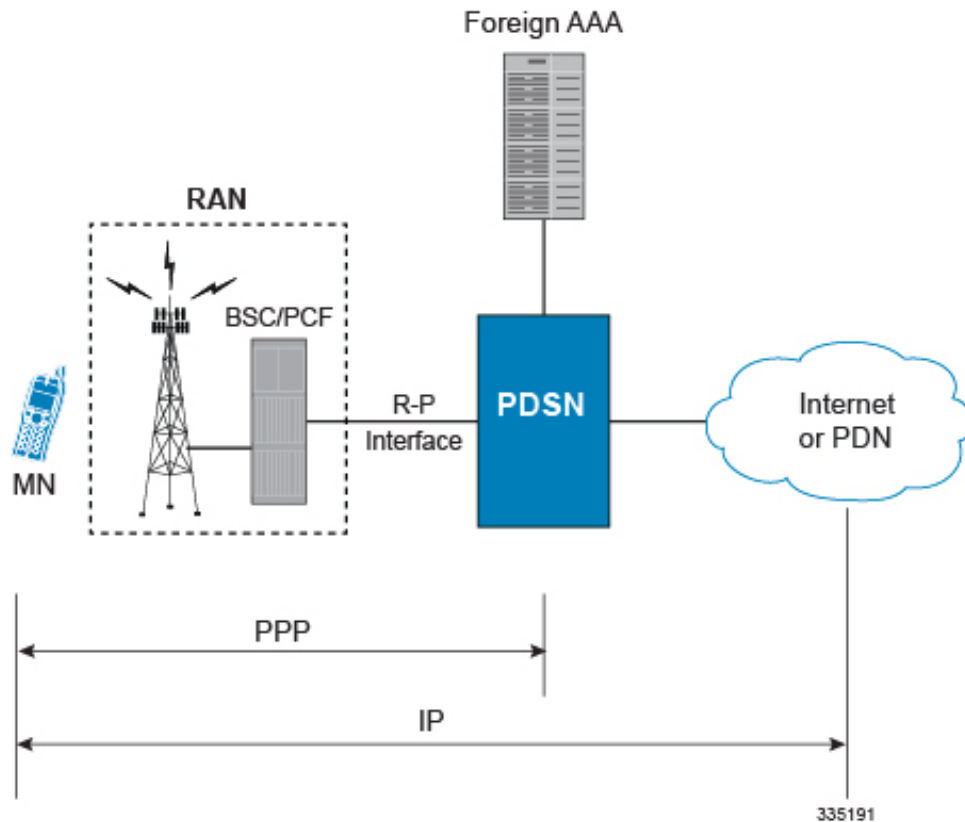 Foreign AAA
RAN
BSC/PCF
MN
R-P
Interface
PDSN
Internet
or PDN
PPP
IP
335191